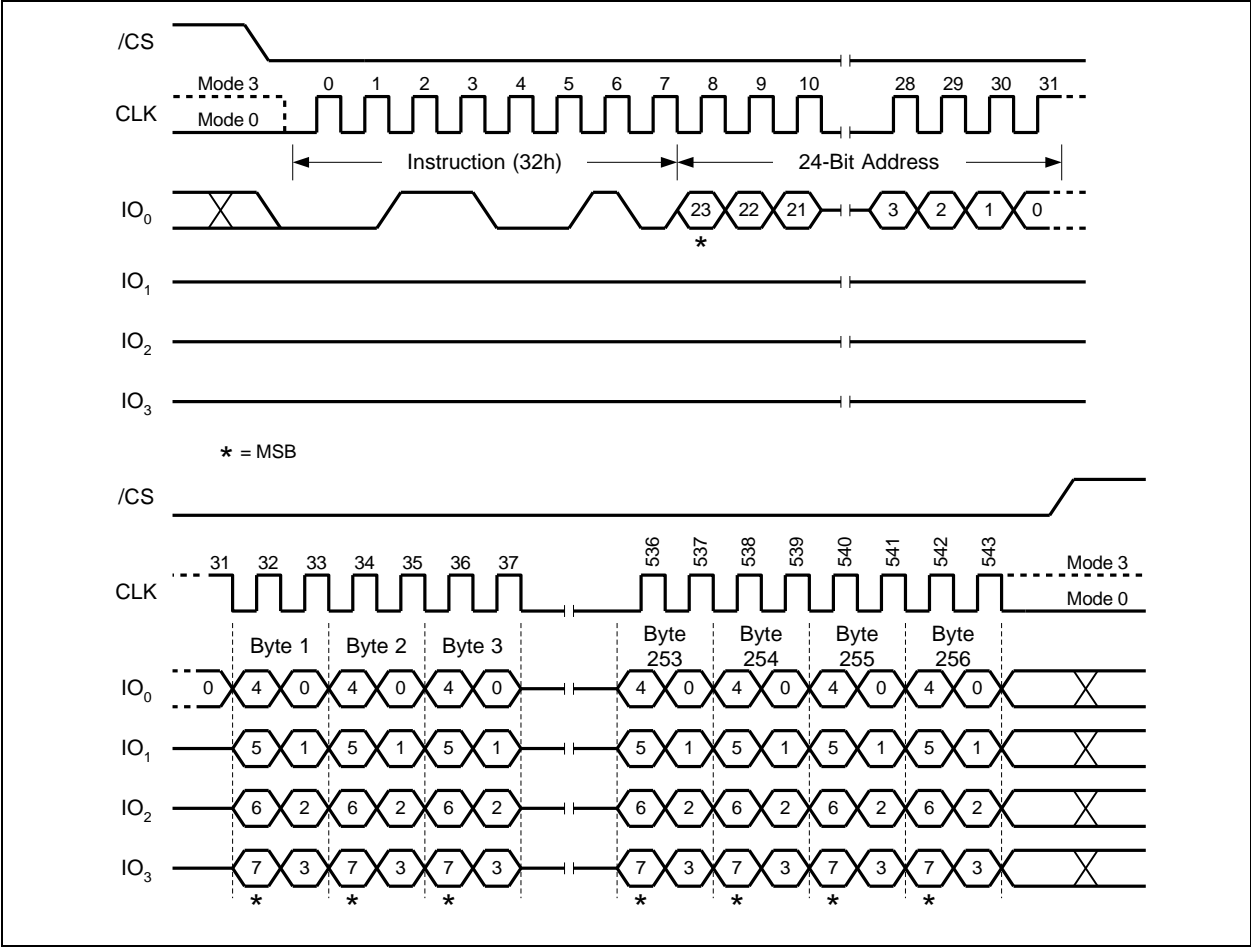 /CS
Mode 3 0 1 2 3 4 5 6 7 8 9 10 28 29 30 31
CLK
Mode 0
Instruction (32h) 24-Bit Address
IO0 23 22 21 3 2 1 0
*
IO1
IO2
IO3
* = MSB
/CS
31 32 33 34 35 36 37 536 537 538 539 540 541 542 543 Mode 3
CLK
Mode 0
Byte 1 Byte 2 Byte 3 Byte 253 Byte 254 Byte 255 Byte 256
IO0 0 4 0 4 0 4 0 4 0 4 0 4 0 4 0
IO1 5 1 5 1 5 1 5 1 5 1 5 1 5 1
IO2 6 2 6 2 6 2 6 2 6 2 6 2 6 2
IO3 7 3 7 3 7 3 7 3 7 3 7 3 7 3
* * * * * * *